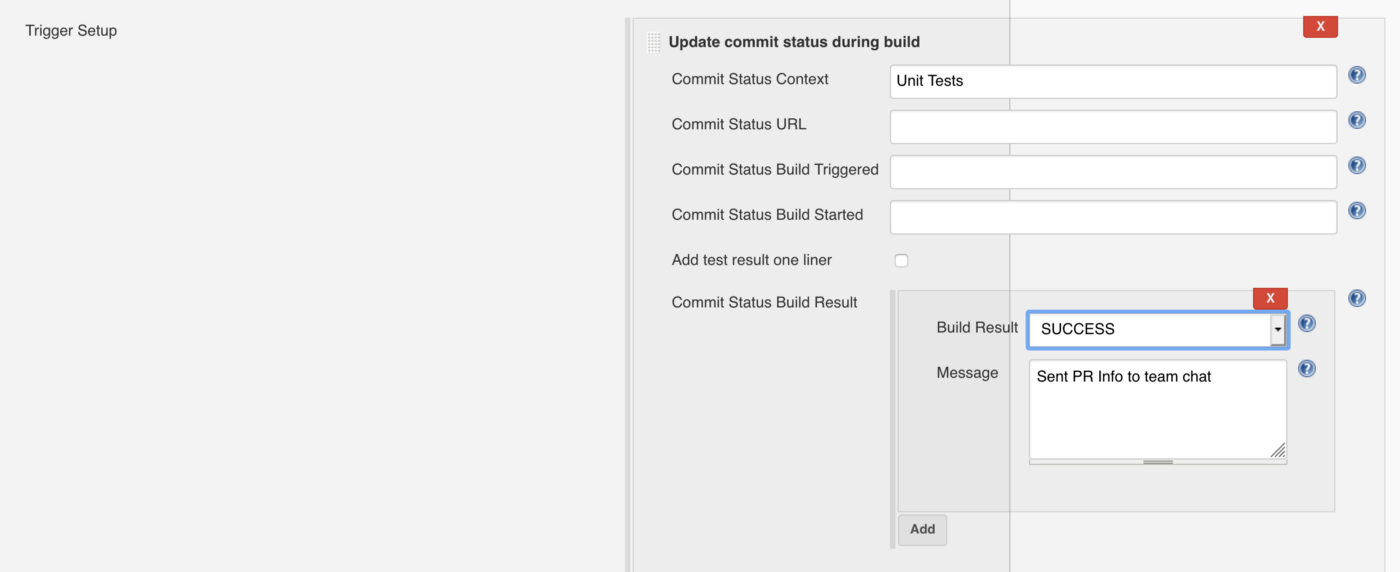 Trigger Setup
X
Update commit status during build
Commit Status Context
Unit Tests
?
Commit Status URL
?
Commit Status Build Triggered
?
Commit Status Build Started
?
Add test result one liner
Commit Status Build Result
?
X
Build Result
SUCCESS
?
Message
Sent PR Info to team chat
?
Add